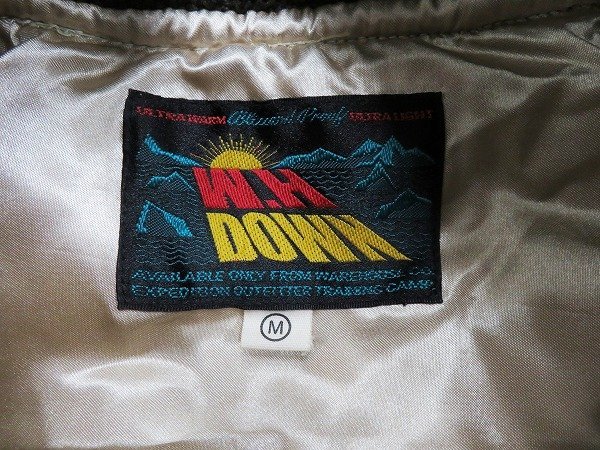 ULTRA WARM Blizzard Proof ULTRA LIGHT
W.H
DOWN
AVAILABLE ONLY FROM WAREHOUSE CO.
EXPEDITION OUTFITTER TRAINING CAMP
M